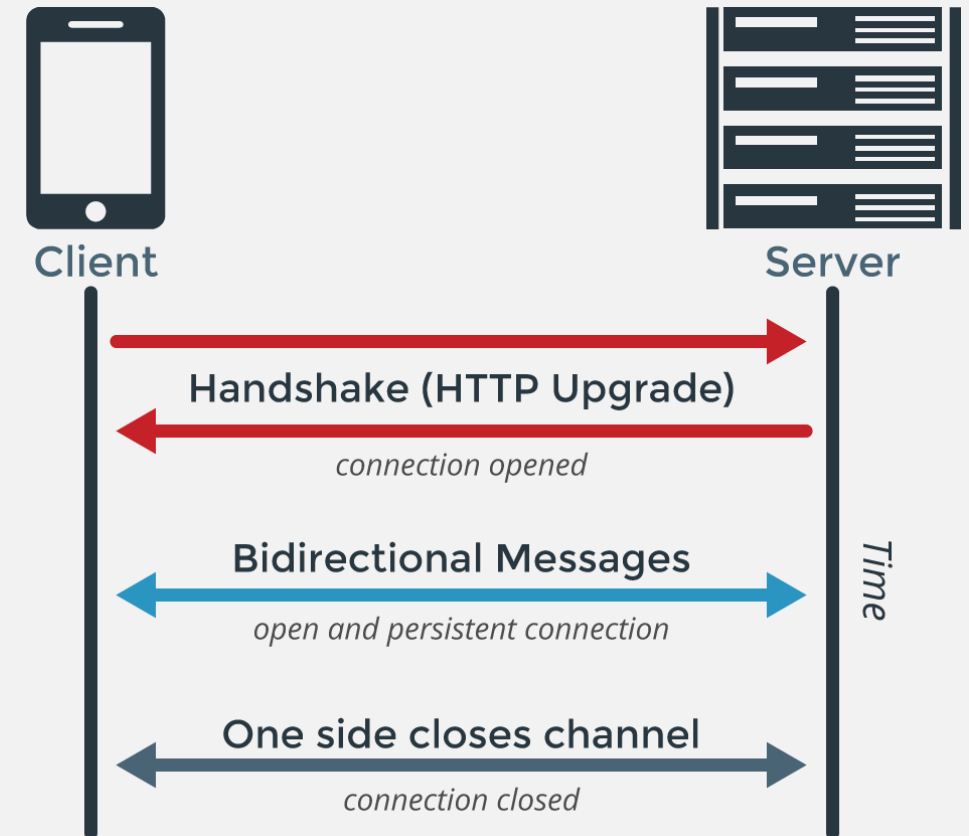 Client
Server
Handshake (HTTP Upgrade)
connection opened
Bidirectional Messages
open and persistent connection
Time
One side closes channel
connection closed